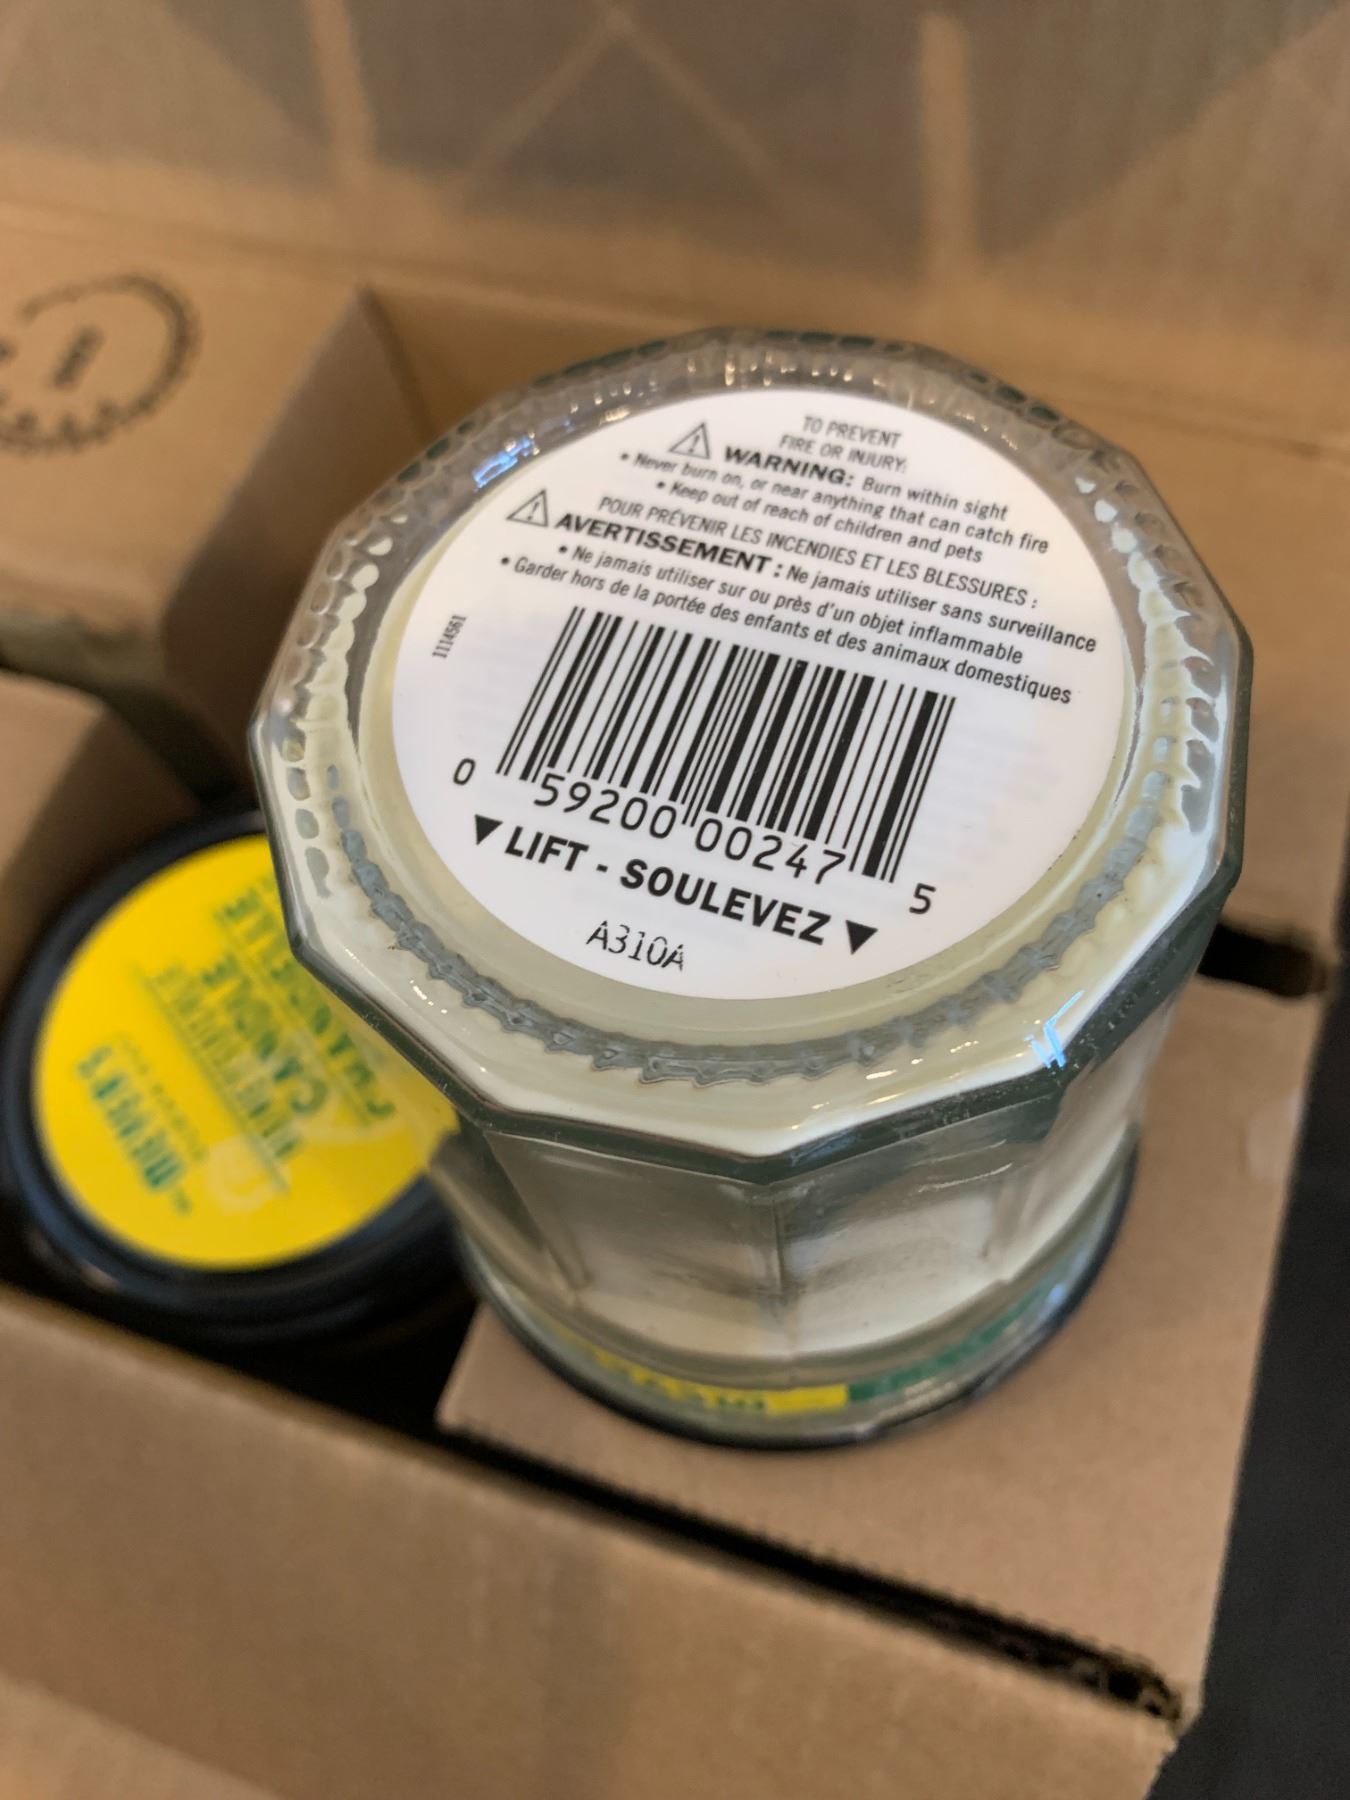 TO PREVENT
FIRE OR INJURY:
WARNING: Burn within sight
• Never burn on, or near anything that can catch fire
• Keep out of reach of children and pets
POUR PRÉVENIR LES INCENDIES ET LES BLESSURES :
AVERTISSEMENT : Ne jamais utiliser sans surveillance
• Ne jamais utiliser sur ou près d'un objet inflammable
• Garder hors de la portée des enfants et des animaux domestiques
1114561
0 59200 00247 5
LIFT - SOULEVEZ
A310A
CANDLE
CHANDELLE